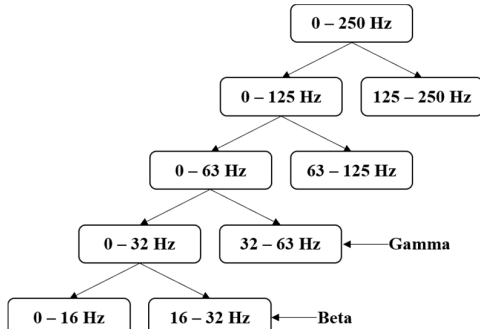 0 – 250 Hz
0 – 125 Hz
125 – 250 Hz
0 – 63 Hz
63 – 125 Hz
0 – 32 Hz
32 – 63 Hz
Gamma
0 – 16 Hz
16 – 32 Hz
Beta